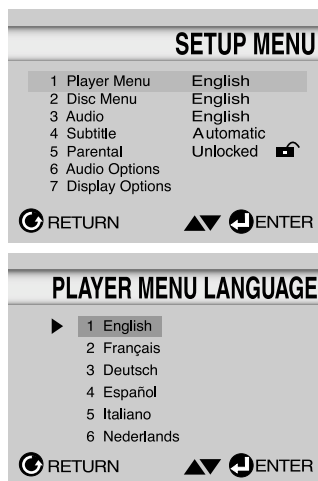 SETUP MENU
1 Player Menu English
2 Disc Menu English
3 Audio English
4 Subtitle Automatic
5 Parental Unlocked
6 Audio Options
7 Display Options
RETURN ENTER
PLAYER MENU LANGUAGE
1 English
2 Français
3 Deutsch
4 Español
5 Italiano
6 Nederlands
RETURN ENTER